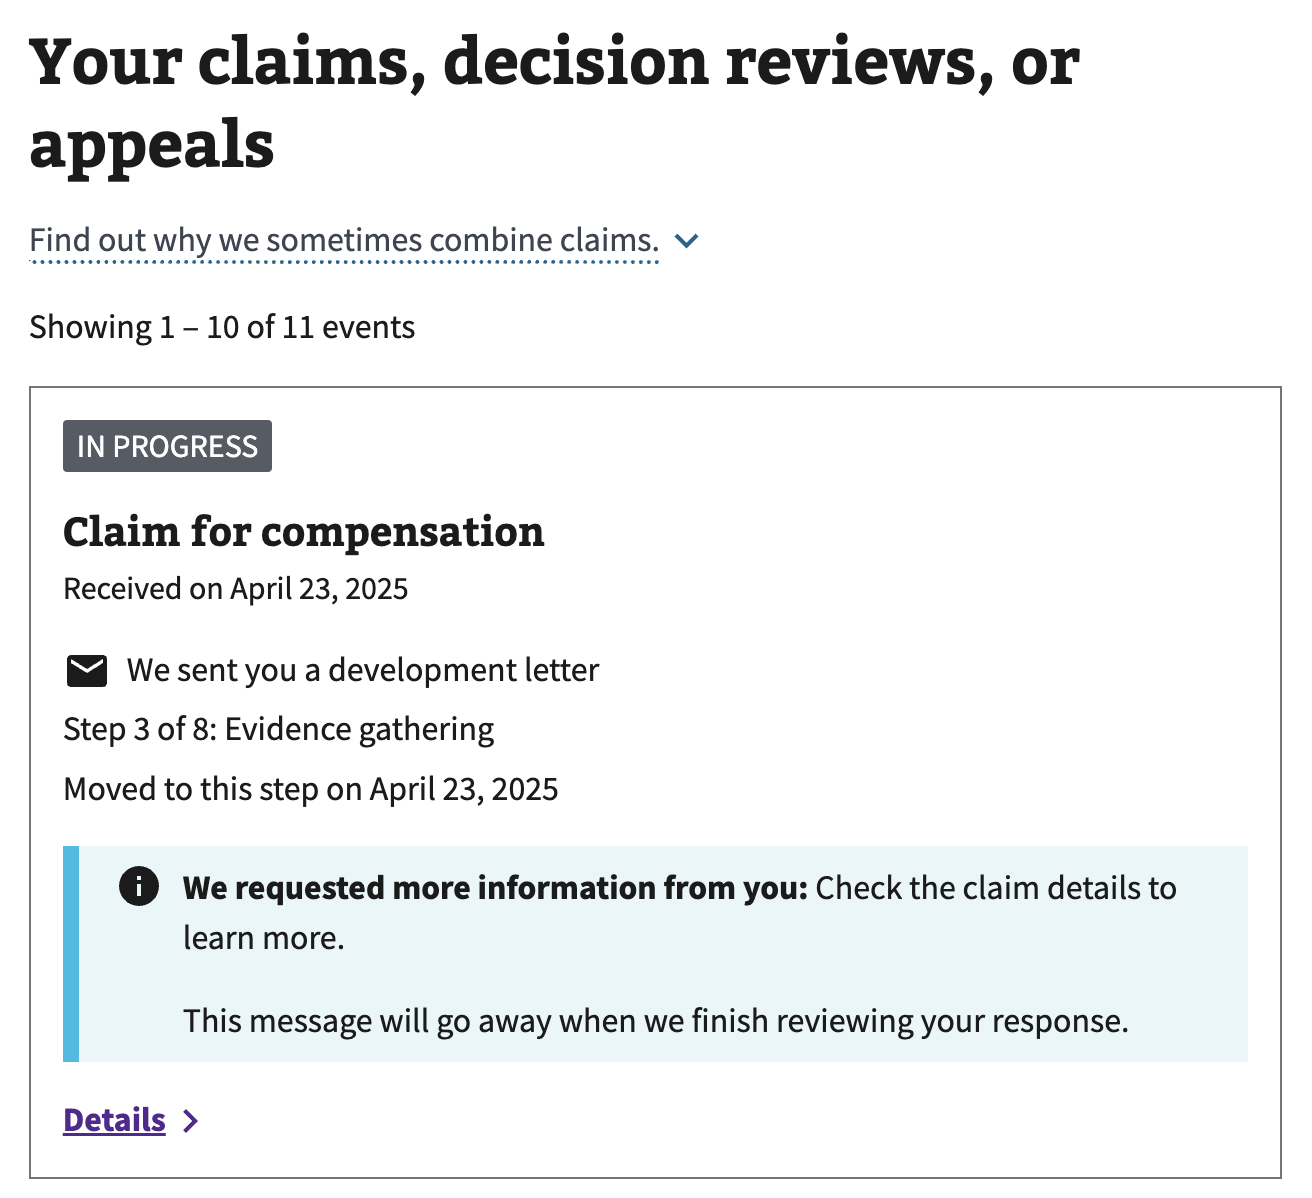 Your claims, decision reviews, or
appeals
Find out why we sometimes combine claims.
Showing 1 – 10 of 11 events
IN PROGRESS
Claim for compensation
Received on April 23, 2025
We sent you a development letter
Step 3 of 8: Evidence gathering
Moved to this step on April 23, 2025
We requested more information from you: Check the claim details to
learn more.
This message will go away when we finish reviewing your response.
Details